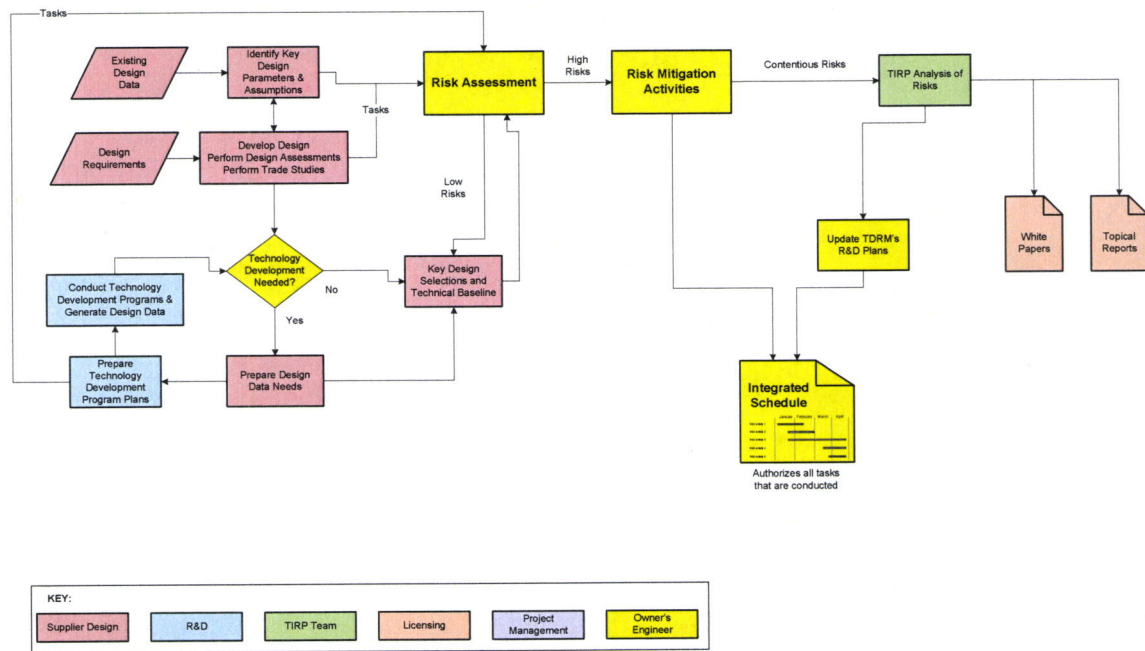 Tasks
Existing
Design
Data
Identify Key
Design
Parameters &
Assumptions
Risk Assessment
High
Risks
Risk Mitigation
Activities
Contentious Risks
TIRP Analysis of
Risks
Tasks
Design
Requirements
Develop Design
Perform Design Assessments
Perform Trade Studies
Low
Risks
Update TDRM's
R&D Plans
White
Papers
Topical
Reports
Technology
Development
Needed?
No
Key Design
Selections and
Technical Baseline
Conduct Technology
Development Programs &
Generate Design Data
Yes
Prepare
Technology
Development
Program Plans
Prepare Design
Data Needs
Integrated
Schedule
Authorizes all tasks
that are conducted
KEY:
Supplier Design
R&D
TIRP Team
Licensing
Project
Management
Owner's
Engineer